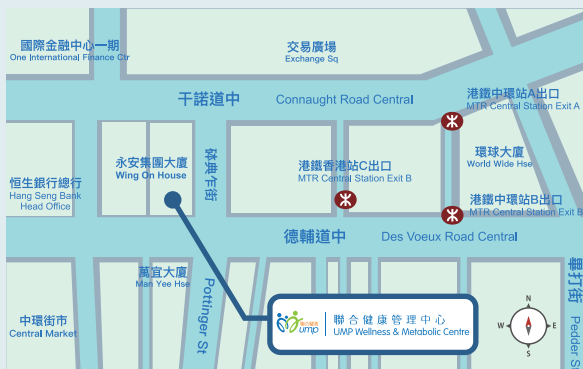 國際金融中心一期
One International Finance Ctr
交易廣場
Exchange Sq
干諾道中 Connaught Road Central
港鐵中環站A出口
MTR Central Station Exit A
永安集團大廈
Wing On House
砵典乍街
港鐵香港站C出口
MTR Central Station Exit B
環球大廈
World Wide Hse
恒生銀行總行
Hang Seng Bank
Head Office
港鐵中環站B出口
MTR Central Station Exit B
德輔道中 Des Voeux Road Central
萬宜大廈
Man Yee Hse
Pottinger St
畢打街
Pedder St
中環街市
Central Market
聯合醫務
ump
聯合健康管理中心
UMP Wellness & Metabolic Centre
N
W
E
S